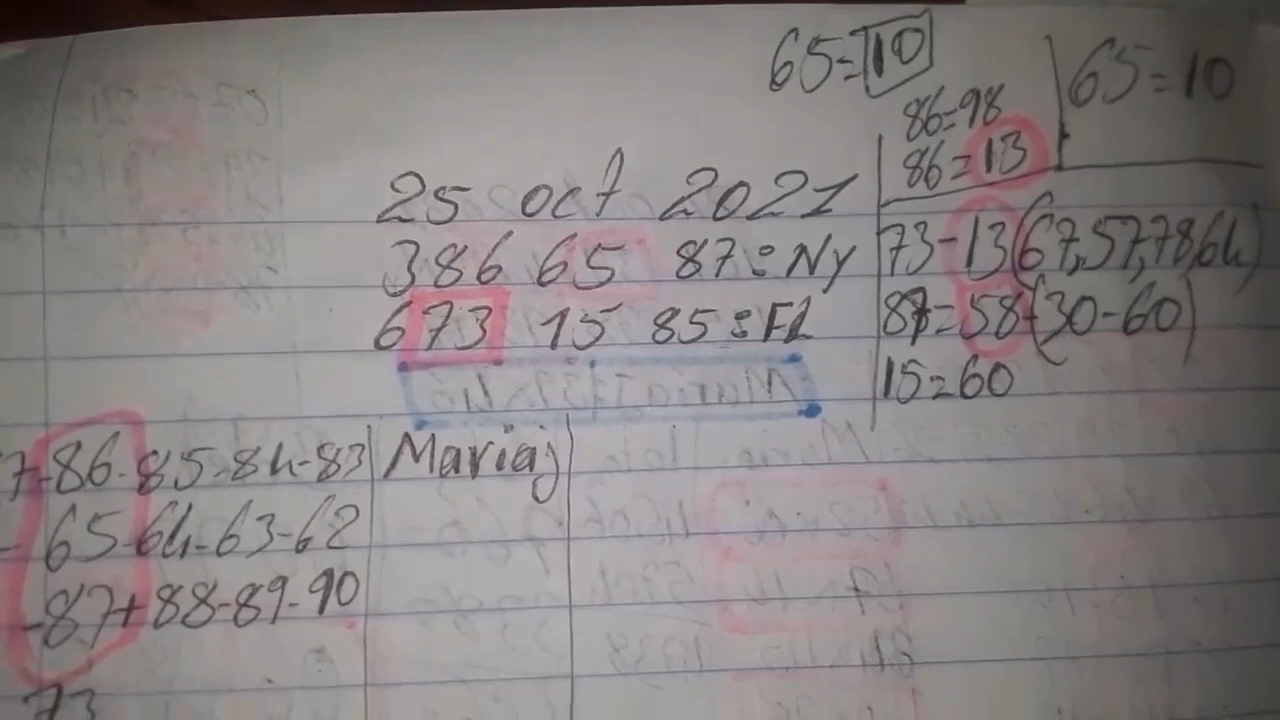 65=10
86=98
86=13
65=10
25 oct 2021
386 65 87:Ny
673 15 85:FL
73-13(67,57,78,64)
87=58-(30-60)
15=60
7-86-85-84-83
Mariaj
-65-64-63-62
-87+88-89-90
73